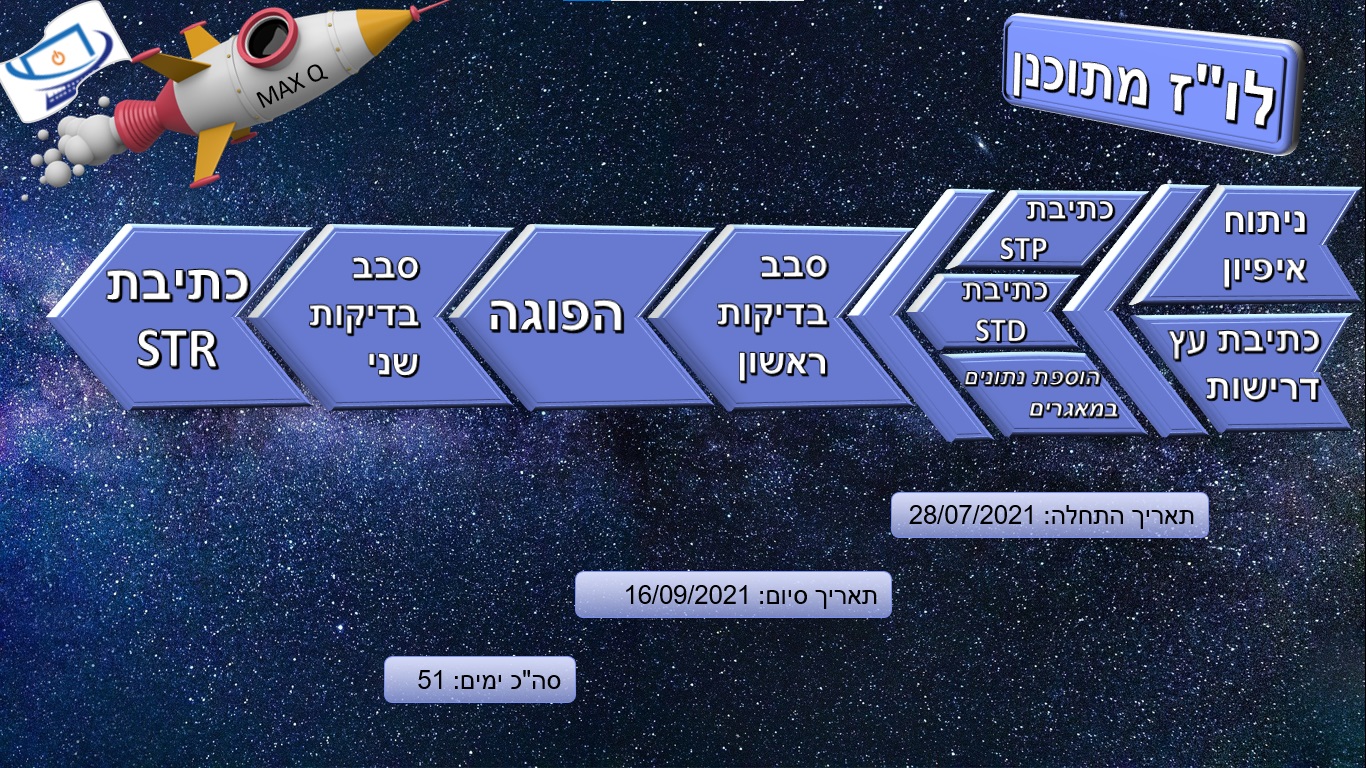 MAX Q
לו"ז מתוכנן
ניתוח
איפיון
כתיבת עץ
דרישות
כתיבת
STP
כתיבת
STD
הוספת נתונים
במאגרים
סבב
בדיקות
ראשון
הפוגה
סבב
בדיקות
שני
כתיבת
STR
תאריך התחלה: 28/07/2021
תאריך סיום: 16/09/2021
סה"כ ימים: 51